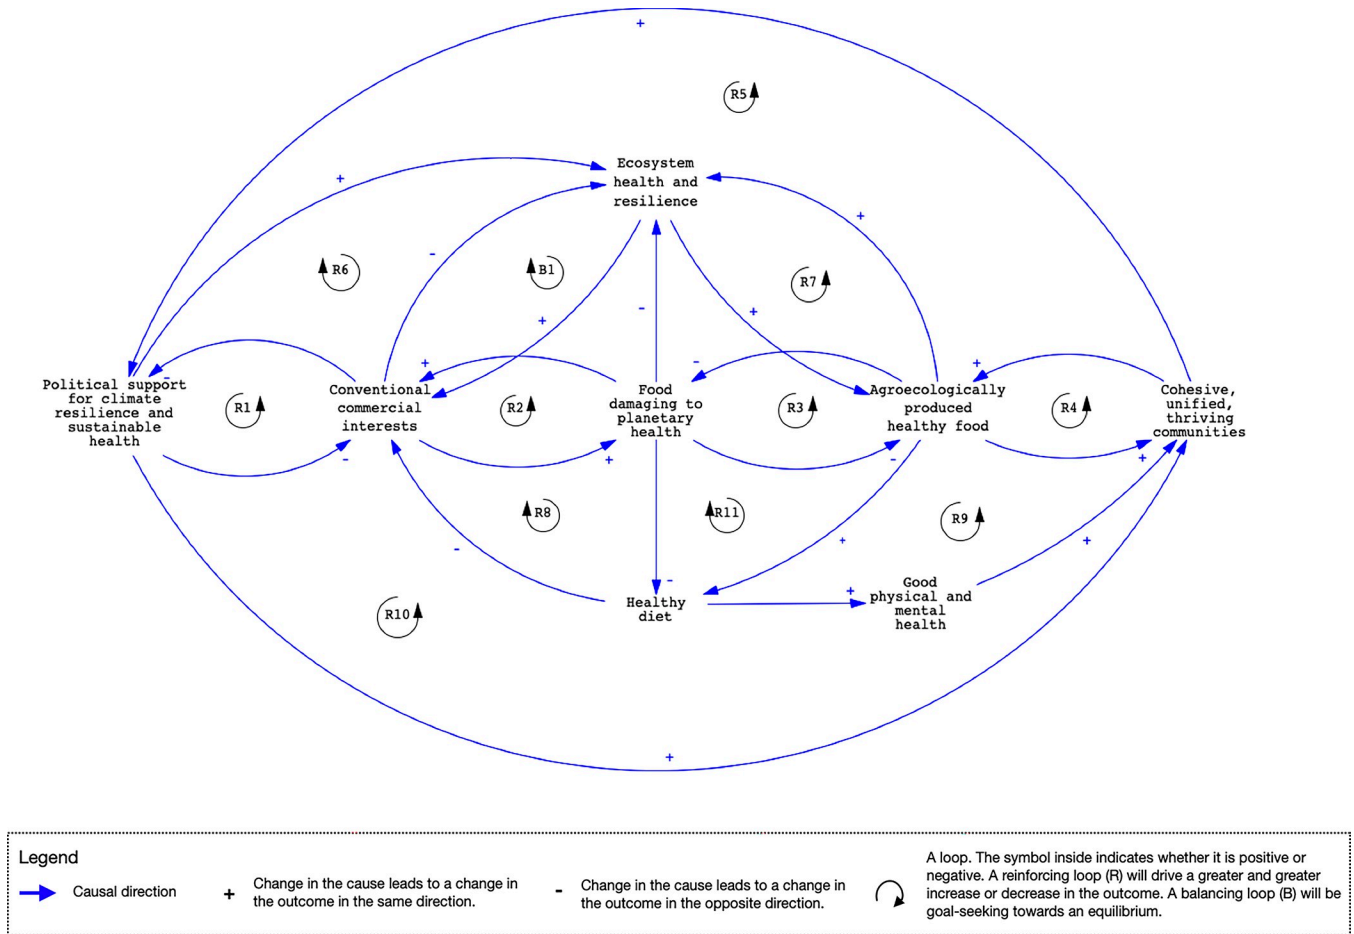 +
R5
Ecosystem
health and
resilience
+
+
-
R6
B1
R7
-
+
+
+
-
+
-
Political support
for climate
resilience and
sustainable
health
R1
Conventional
commercial
interests
R2
Food
damaging to
planetary
health
R3
Agroecologically
produced
healthy food
R4
Cohesive,
unified,
thriving
communities
-
+
-
+
R8
R11
R9
-
+
+
-
+
Healthy
diet
Good
physical and
mental
health
R10
+
Legend
Causal direction
+
Change in the cause leads to a change in
the outcome in the same direction.
-
Change in the cause leads to a change in
the outcome in the opposite direction.
A loop. The symbol inside indicates whether it is positive or
negative. A reinforcing loop (R) will drive a greater and greater
increase or decrease in the outcome. A balancing loop (B) will be
goal-seeking towards an equilibrium.